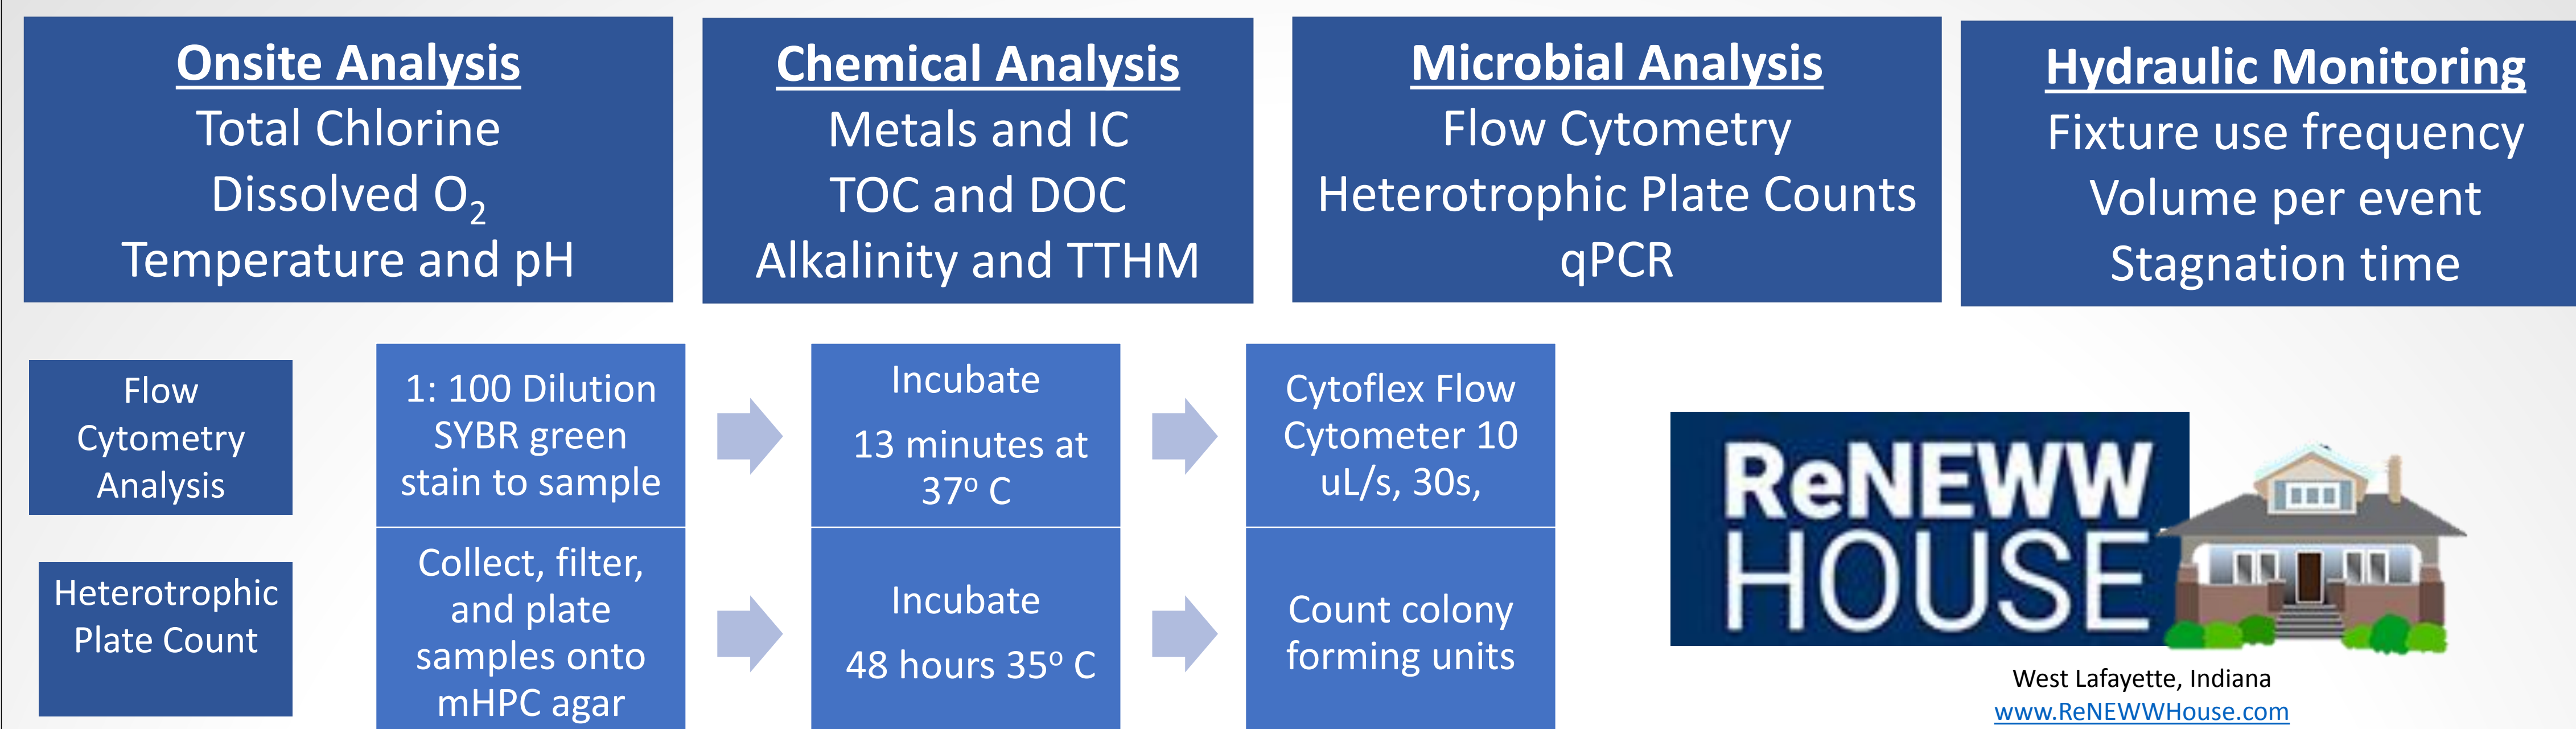 Onsite Analysis
Total Chlorine
Dissolved O₂
Temperature and pH
Chemical Analysis
Metals and IC
TOC and DOC
Alkalinity and TTHM
Microbial Analysis
Flow Cytometry
Heterotrophic Plate Counts
qPCR
Hydraulic Monitoring
Fixture use frequency
Volume per event
Stagnation time
Flow
Cytometry
Analysis
1: 100 Dilution
SYBR green
stain to sample
Incubate
13 minutes at
37º C
Cytoflex Flow
Cytometer 10
uL/s, 30s,
Heterotrophic
Plate Count
Collect, filter,
and plate
samples onto
mHPC agar
Incubate
48 hours 35º C
Count colony
forming units
ReNEWW
HOUSE
West Lafayette, Indiana
www.ReNEWWHouse.com